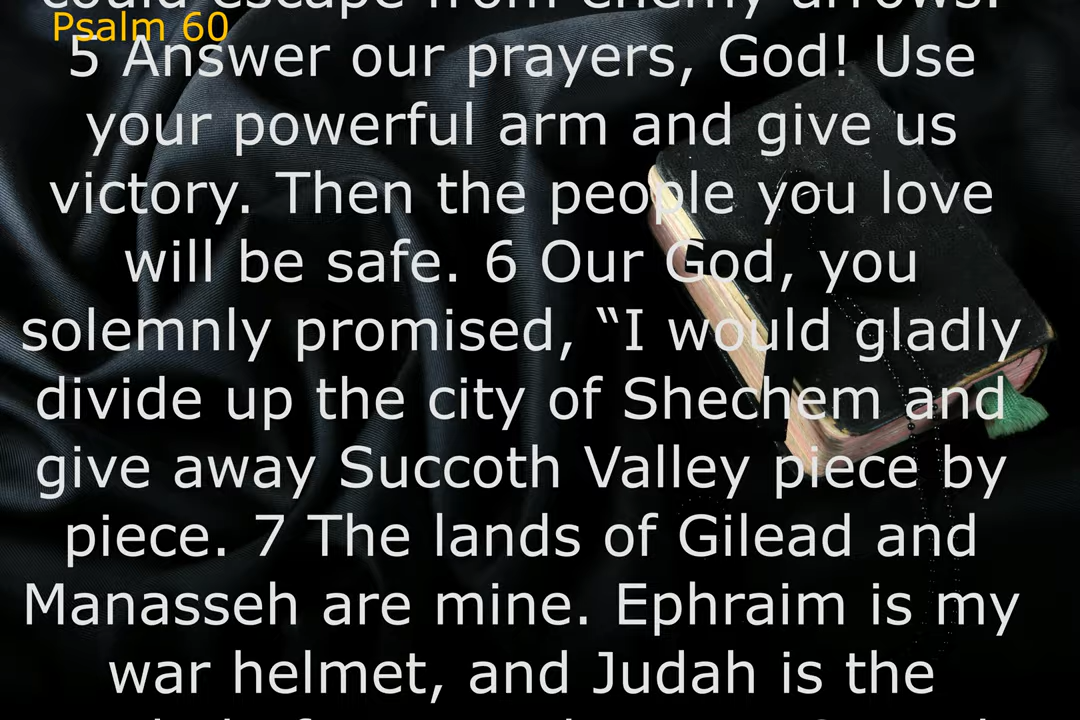 could escape from enemy arrows.
Psalm 60
5 Answer our prayers, God! Use
your powerful arm and give us
victory. Then the people you love
will be safe. 6 Our God, you
solemnly promised, “I would gladly
divide up the city of Shechem and
give away Succoth Valley piece by
piece. 7 The lands of Gilead and
Manasseh are mine. Ephraim is my
war helmet, and Judah is the